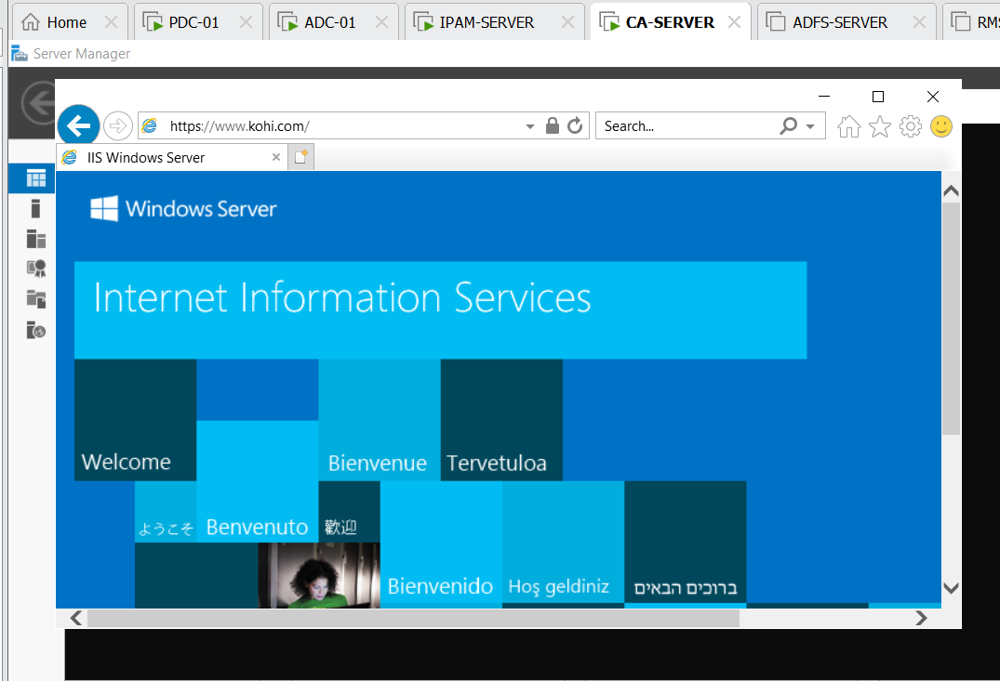 Home PDC-01 ADC-01 IPAM-SERVER CA-SERVER ADFS-SERVER
Server Manager
https://www.kohi.com/ Search...
IIS Windows Server
Windows Server
Internet Information Services
Welcome Bienvenue Tervetuloa
ようこそ Benvenuto 歡迎
Bienvenido Hoş geldiniz ברוכים הבאים